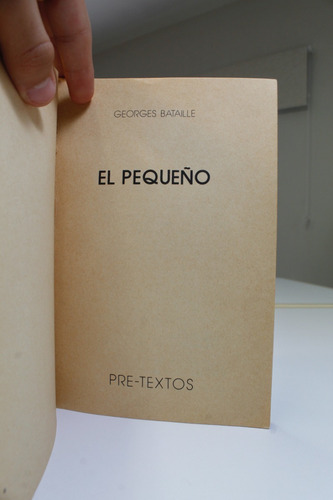 GEORGES BATAILLE
EL PEQUEÑO
PRE-TEXTOS